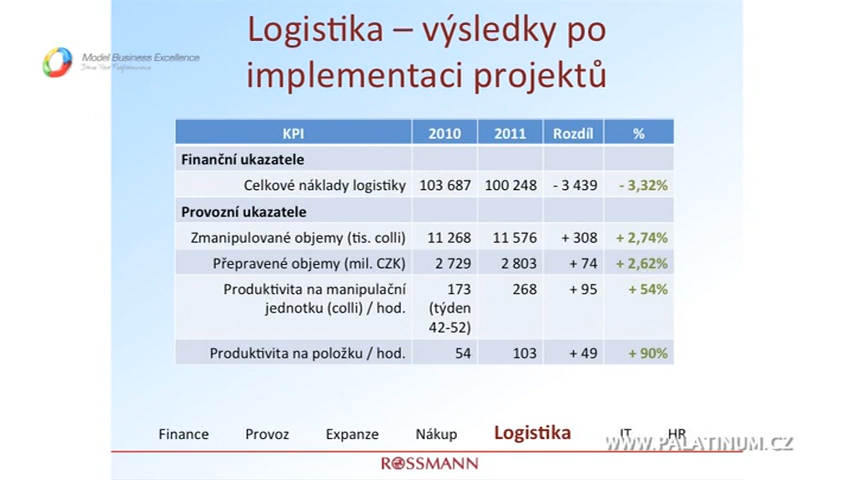 Model Business Excellence
Drive Your Performance
Logistika – výsledky po
implementaci projektů
KPI 2010 2011 Rozdíl %
Finanční ukazatele
Celkové náklady logistiky 103 687 100 248 - 3 439 - 3,32%
Provozní ukazatele
Zmanipulované objemy (tis. colli) 11 268 11 576 + 308 + 2,74%
Přepravené objemy (mil. CZK) 2 729 2 803 + 74 + 2,62%
Produktivita na manipulační 173 268 + 95 + 54%
jednotku (colli) / hod. (týden
42-52)
Produktivita na položku / hod. 54 103 + 49 + 90%
Finance Provoz Expanze Nákup Logistika IT HR
WWW.PALATINUM.CZ
ROSSMANN